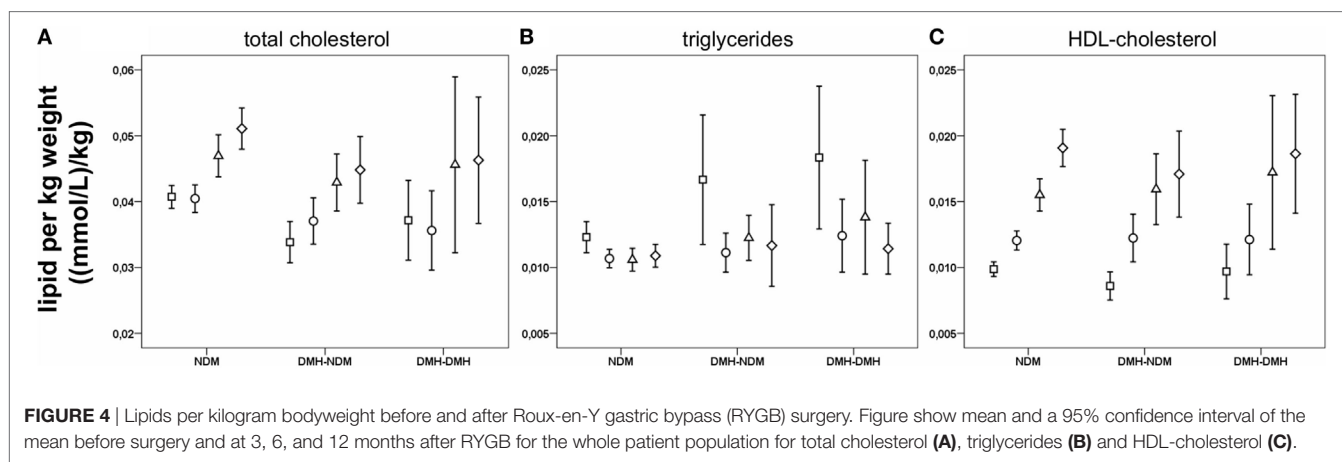 A
total cholesterol
B
triglycerides
C
HDL-cholesterol
lipid per kg weight
((mmol/L)/kg)
0,06
0,05
0,04
0,03
0,02
NDM
DMH-NDM
DMH-DMH
0,025
0,020
0,015
0,010
0,005
NDM
DMH-NDM
DMH-DMH
0,025
0,020
0,015
0,010
0,005
NDM
DMH-NDM
DMH-DMH
FIGURE 4 | Lipids per kilogram bodyweight before and after Roux-en-Y gastric bypass (RYGB) surgery. Figure show mean and a 95% confidence interval of the
mean before surgery and at 3, 6, and 12 months after RYGB for the whole patient population for total cholesterol (A), triglycerides (B) and HDL-cholesterol (C).